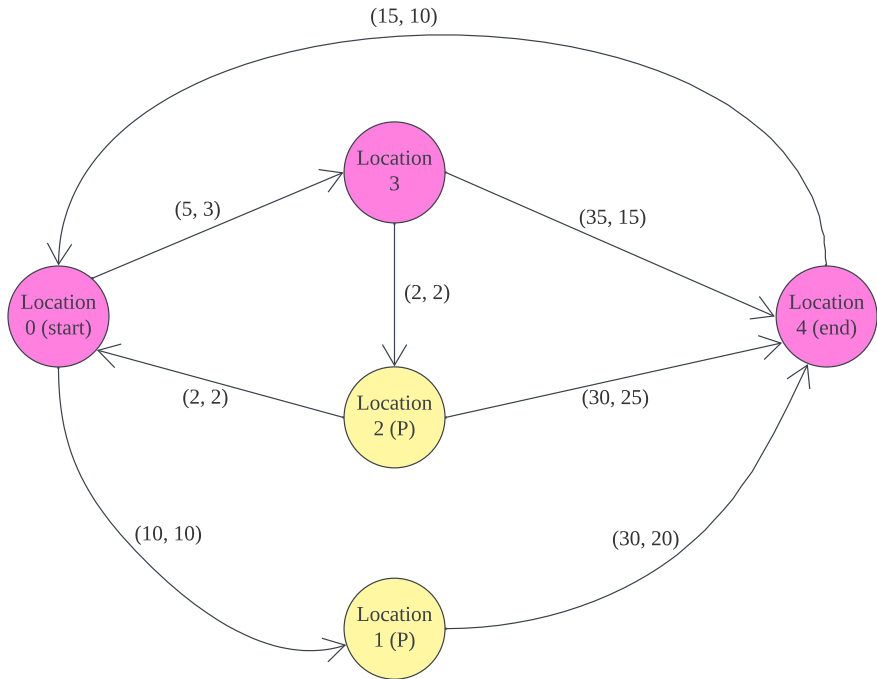 (15, 10)
Location
3
(5, 3)
(35, 15)
(2, 2)
Location
0 (start)
Location
4 (end)
(2, 2)
Location
2 (P)
(30, 25)
(10, 10)
(30, 20)
Location
1 (P)